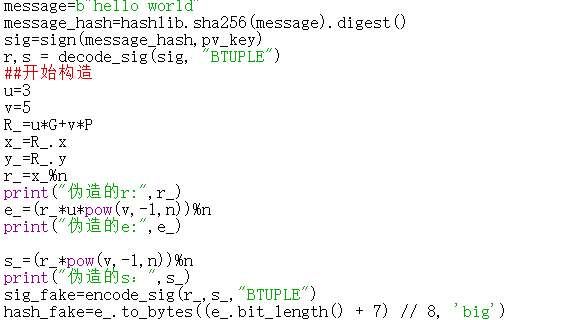 message=b"hello world"
message_hash=hashlib.sha256(message).digest()
sig=sign(message_hash,pv_key)
r,s = decode_sig(sig, "BTUPLE")
##开始构造
u=3
v=5
R_=u*G+v*P
x_=R_.x
y_=R_.y
r_=x_%n
print("伪造的r:",r_)
e_=(r_*u*pow(v,-1,n))%n
print("伪造的e:",e_)
s_=(r_*pow(v,-1,n))%n
print("伪造的s：",s_)
sig_fake=encode_sig(r_,s_,"BTUPLE")
hash_fake=e_.to_bytes((e_.bit_length() + 7) // 8, 'big')